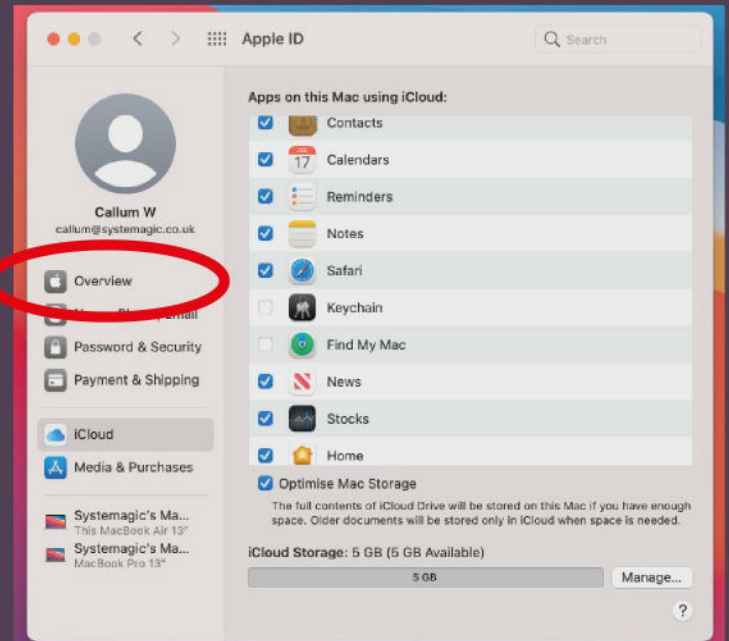 Apple ID
Search
Callum W
callum@systemagic.co.uk
Overview
Email
Password & Security
Payment & Shipping
iCloud
Media & Purchases
Systemagic's Ma...
This MacBook Air 13"
Systemagic's Ma...
MacBook Pro 13"
Apps on this Mac using iCloud:
Contacts
17
Calendars
Reminders
Notes
Safari
Keychain
Find My Mac
News
Stocks
Home
Optimise Mac Storage
The full contents of iCloud Drive will be stored on this Mac if you have enough
space. Older documents will be stored only in iCloud when space is needed.
iCloud Storage: 5 GB (5 GB Available)
5 GB
Manage...
?